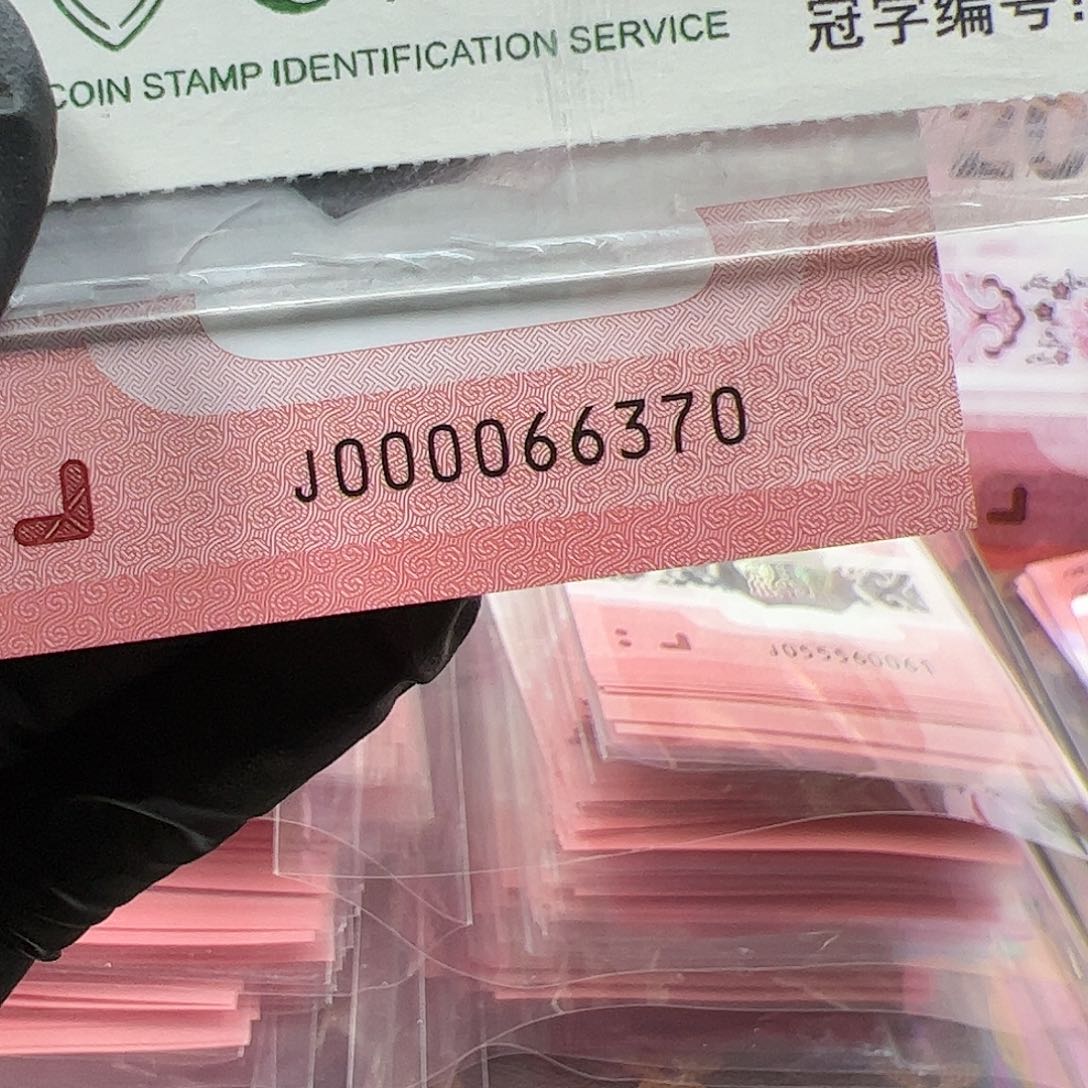 COIN STAMP IDENTIFICATION SERVICE
冠字编号:
J000066370
J055560061